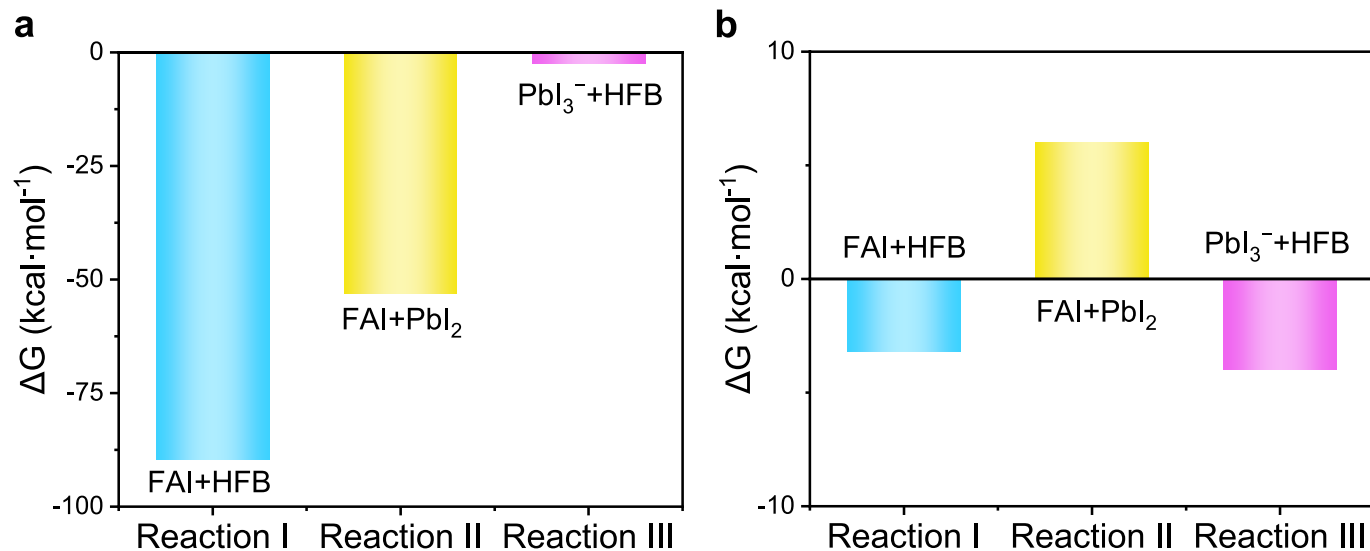 a
ΔG (kcal·mol⁻¹)
0
-25
-50
-75
-100
PbI₃⁻+HFB
FAI+PbI₂
FAI+HFB
Reaction I
Reaction II
Reaction III
b
ΔG (kcal·mol⁻¹)
10
0
-10
FAI+HFB
PbI₃⁻+HFB
FAI+PbI₂
Reaction I
Reaction II
Reaction III